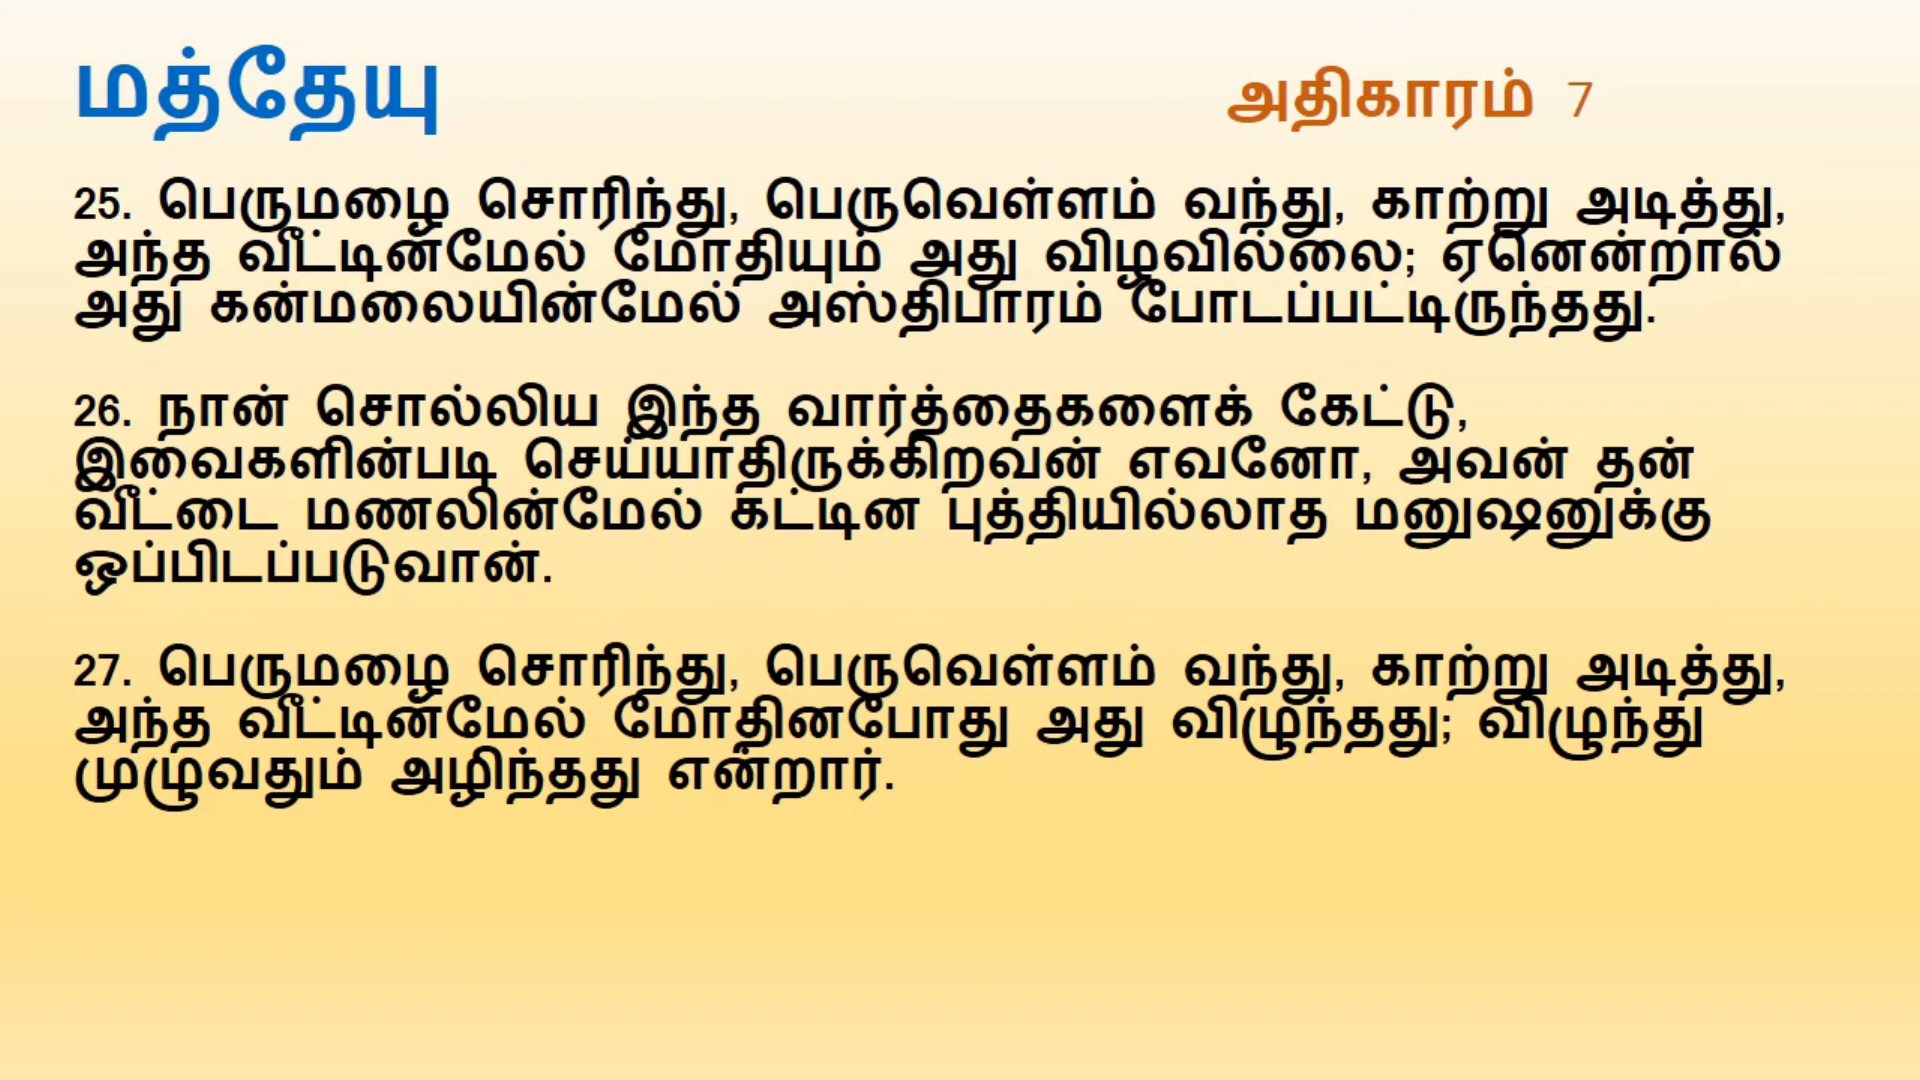 மத்தேயு
அதிகாரம் 7
25. பெருமழை சொரிந்து, பெருவெள்ளம் வந்து, காற்று அடித்து,
அந்த வீட்டின்மேல் மோதியும் அது விழவில்லை; ஏனென்றால்
அது கன்மலையின்மேல் அஸ்திபாரம் போடப்பட்டிருந்தது.
26. நான் சொல்லிய இந்த வார்த்தைகளைக் கேட்டு,
இவைகளின்படி செய்யாதிருக்கிறவன் எவனோ, அவன் தன்
வீட்டை மணலின்மேல் கட்டின புத்தியில்லாத மனுஷனுக்கு
ஒப்பிடப்படுவான்.
27. பெருமழை சொரிந்து, பெருவெள்ளம் வந்து, காற்று அடித்து,
அந்த வீட்டின்மேல் மோதினபோது அது விழுந்தது; விழுந்து
முழுவதும் அழிந்தது என்றார்.